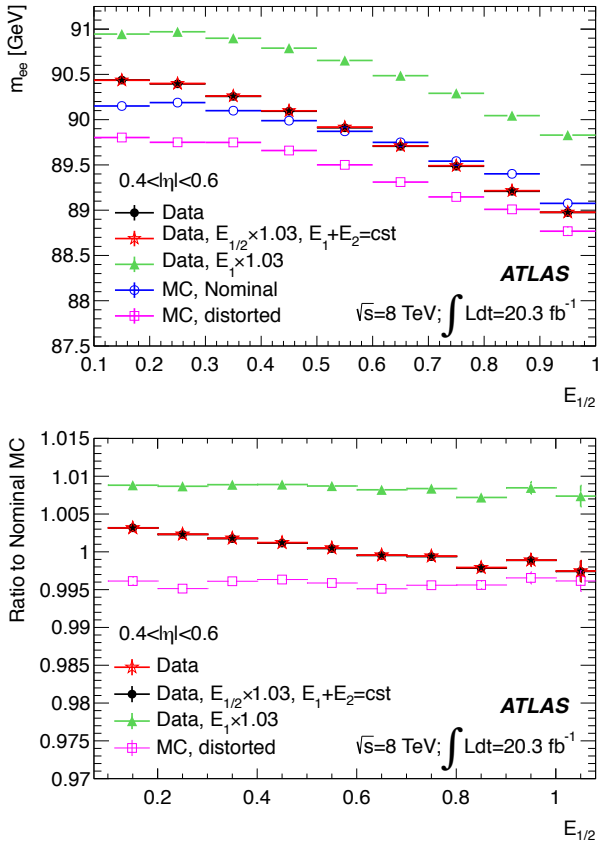 m_ee [GeV]
91
90.5
90
89.5
89
88.5
88
87.5
0.4<|η|<0.6
Data
Data, E_1/2×1.03, E_1+E_2=cst
Data, E_1×1.03
MC, Nominal
MC, distorted
ATLAS
√s=8 TeV; ∫ Ldt=20.3 fb^-1
0.1 0.2 0.3 0.4 0.5 0.6 0.7 0.8 0.9 1
E_1/2
Ratio to Nominal MC
1.015
1.01
1.005
1
0.995
0.99
0.985
0.98
0.975
0.97
0.4<|η|<0.6
Data
Data, E_1/2×1.03, E_1+E_2=cst
Data, E_1×1.03
MC, distorted
ATLAS
√s=8 TeV; ∫ Ldt=20.3 fb^-1
0.2 0.4 0.6 0.8 1
E_1/2